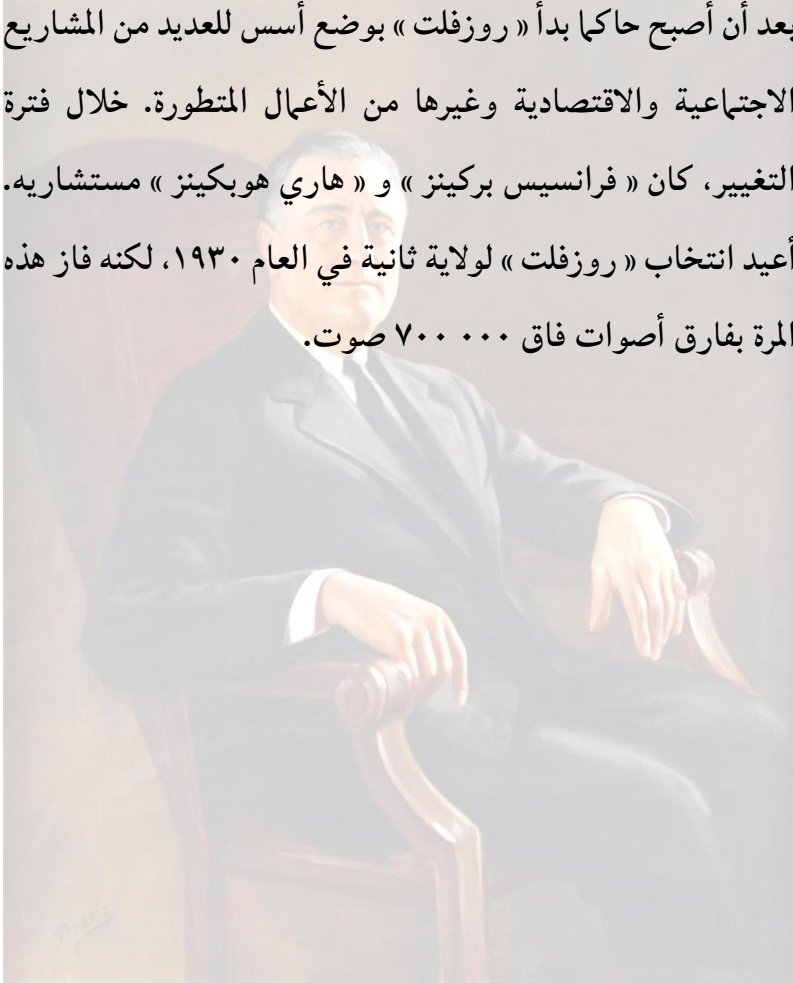 بعد أن أصبح حاكما بدأ « روزفلت » بوضع أسس للعديد من المشاريع
الاجتماعية والاقتصادية وغيرها من الأعمال المتطورة. خلال فترة
التغيير، كان « فرانسيس بركينز » و « هاري هوبكينز » مستشاريه.
أعيد انتخاب « روزفلت » لولاية ثانية في العام ١٩٣٠، لكنه فاز هذه
المرة بفارق أصوات فاق ٠٠٠ ٧٠٠ صوت.